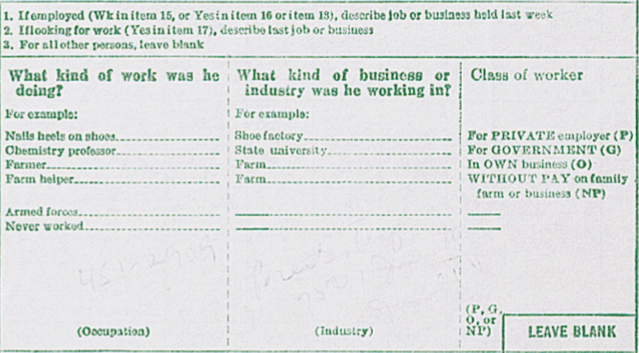 1. If employed (Wk in item 15, or Yes in item 16 or item 18), describe job or business held last week
2. If looking for work (Yes in item 17), describe last job or business
3. For all other persons, leave blank
What kind of work was he doing?
For example:
Nails heels on shoes
Chemistry professor
Farmer
Farm helper
Armed forces
Never worked
(Occupation)
What kind of business or industry was he working in?
For example:
Shoe factory
State university
Farm
Farm
(Industry)
Class of worker
For PRIVATE employer (P)
For GOVERNMENT (G)
In OWN business (O)
WITHOUT PAY on family
farm or business (NP)
(P, G,
O, or
NP)
LEAVE BLANK